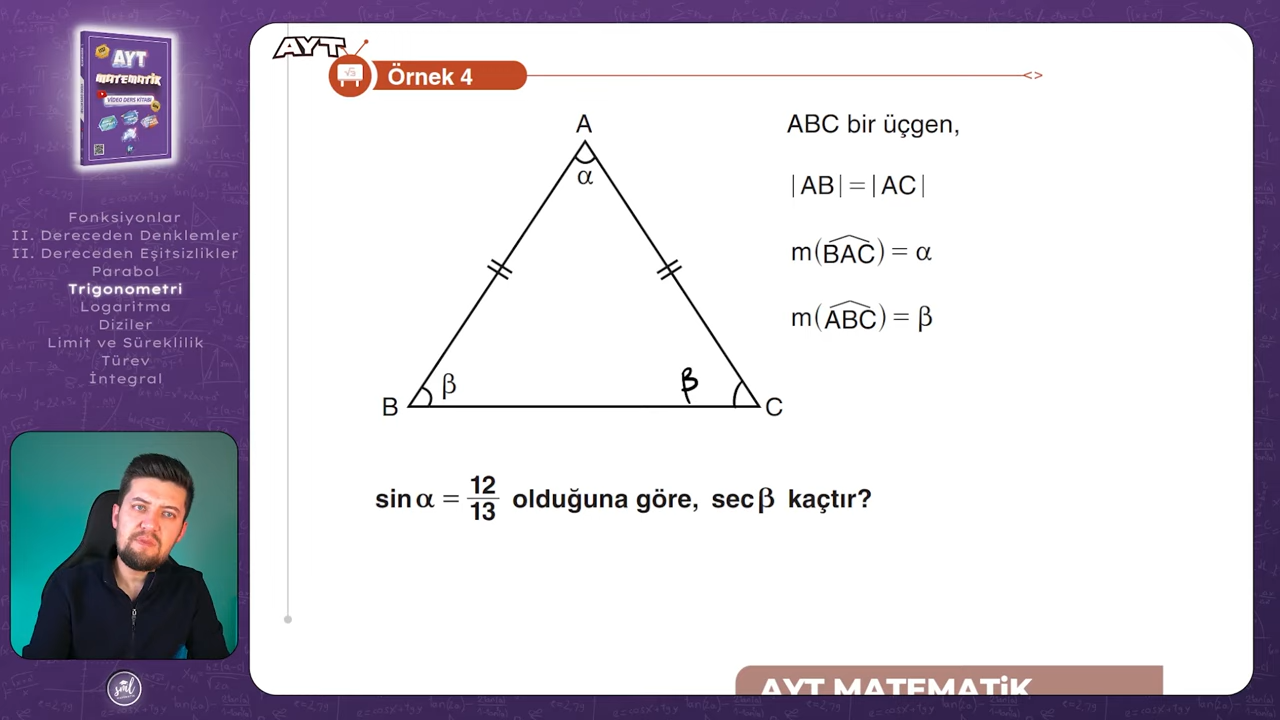 AYT
MATEMATİK
VİDEO DERS KİTABI
Fonksiyonlar
II. Dereceden Denklemler
II. Dereceden Eşitsizlikler
Parabol
Trigonometri
Logaritma
Diziler
Limit ve Süreklilik
Türev
İntegral
sml
AYT
√3
Örnek 4
<>
A
α
B
β
β
C
ABC bir üçgen,
|AB| = |AC|
m(BAC) = α
m(ABC) = β
sin α = 12/13 olduğuna göre, sec β kaçtır?
AYT MATEMATİK